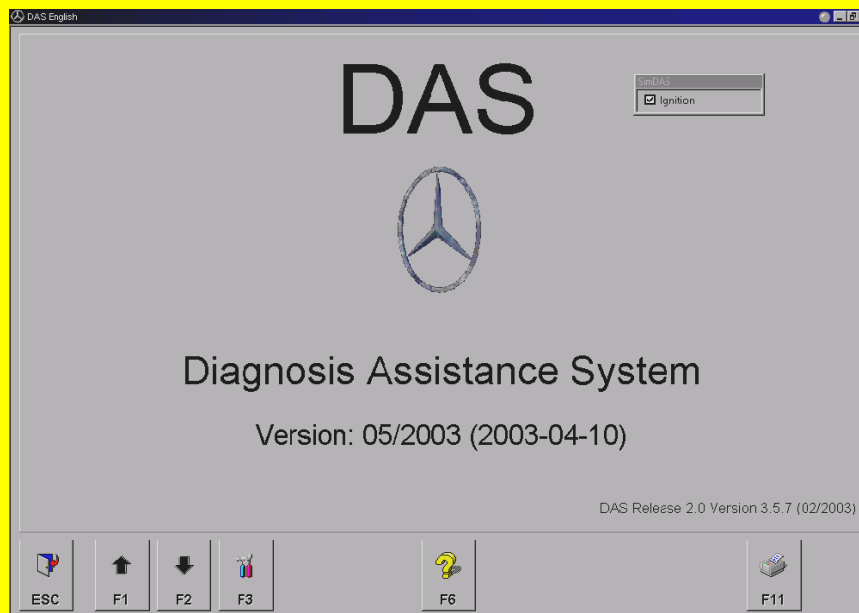 DAS English
DAS
SimDAS
Ignition
Diagnosis Assistance System
Version: 05/2003 (2003-04-10)
DAS Release 2.0 Version 3.5.7 (02/2003)
ESC
F1
F2
F3
F6
F11